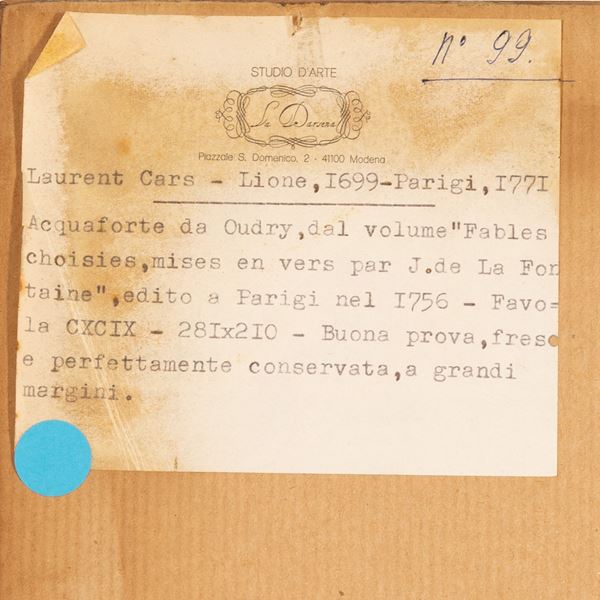 n° 99.
STUDIO D'ARTE
La Darsena
Piazzale S. Domenico, 2 - 41100 Modena
Laurent Cars - Lione,I699-Parigi,I77I
Acquaforte da Oudry,dal volume"Fables
choisies,mises en vers par J.de La Fon
taine",edito a Parigi nel I756 - Favo=
la CXCIX - 28Ix2IO - Buona prova,fresc
e perfettamente conservata,a grandi
margini.